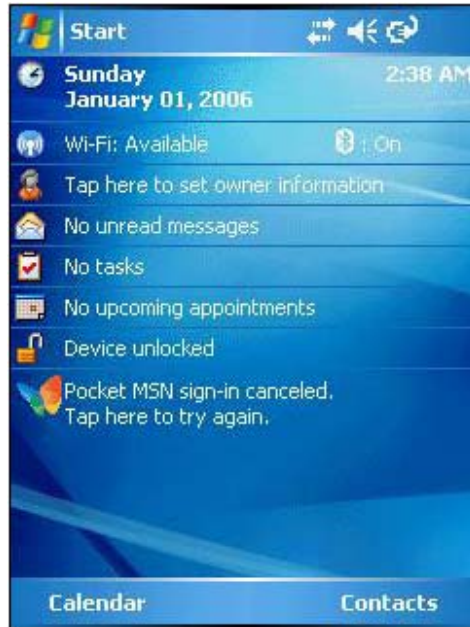 Start
Sunday 2:38 AM
January 01, 2006
Wi-Fi: Available : On
Tap here to set owner information
No unread messages
No tasks
No upcoming appointments
Device unlocked
Pocket MSN sign-in canceled.
Tap here to try again.
Calendar Contacts